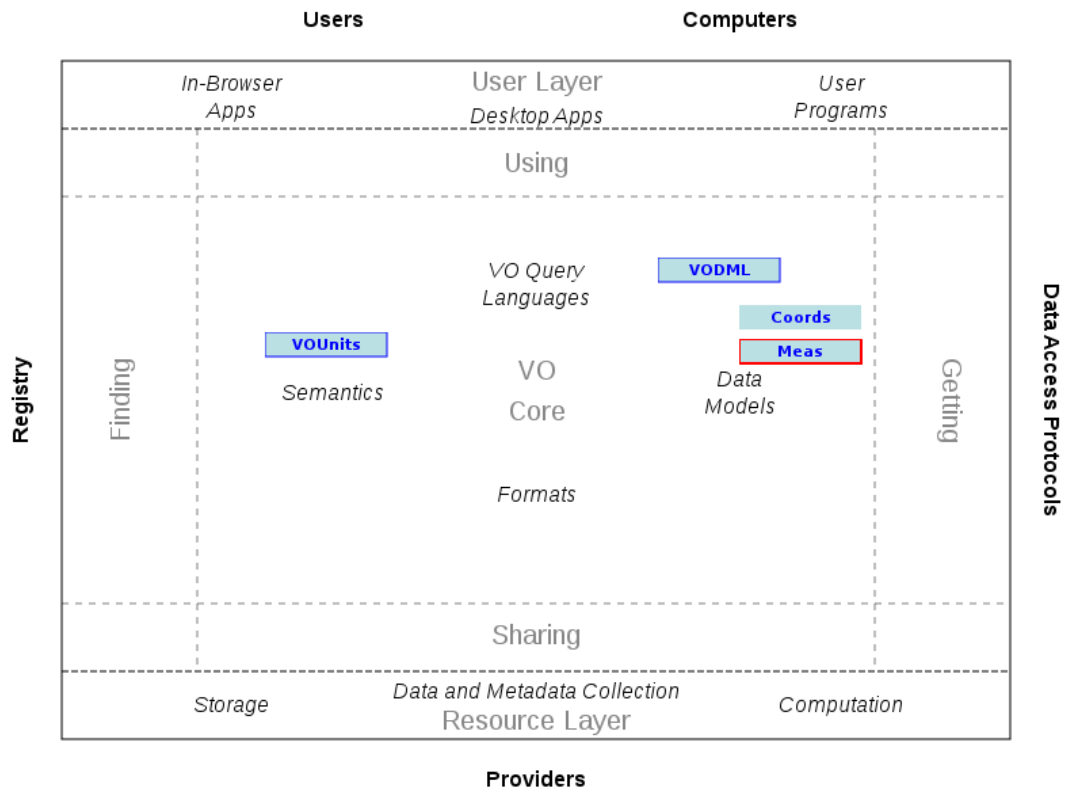 Users
Computers
In-Browser
Apps
User Layer
Desktop Apps
User
Programs
Using
VO Query
Languages
VODML
Coords
Meas
Data
Models
VOUnits
Semantics
VO
Core
Formats
Registry
Finding
Getting
Data Access Protocols
Sharing
Storage
Data and Metadata Collection
Resource Layer
Computation
Providers